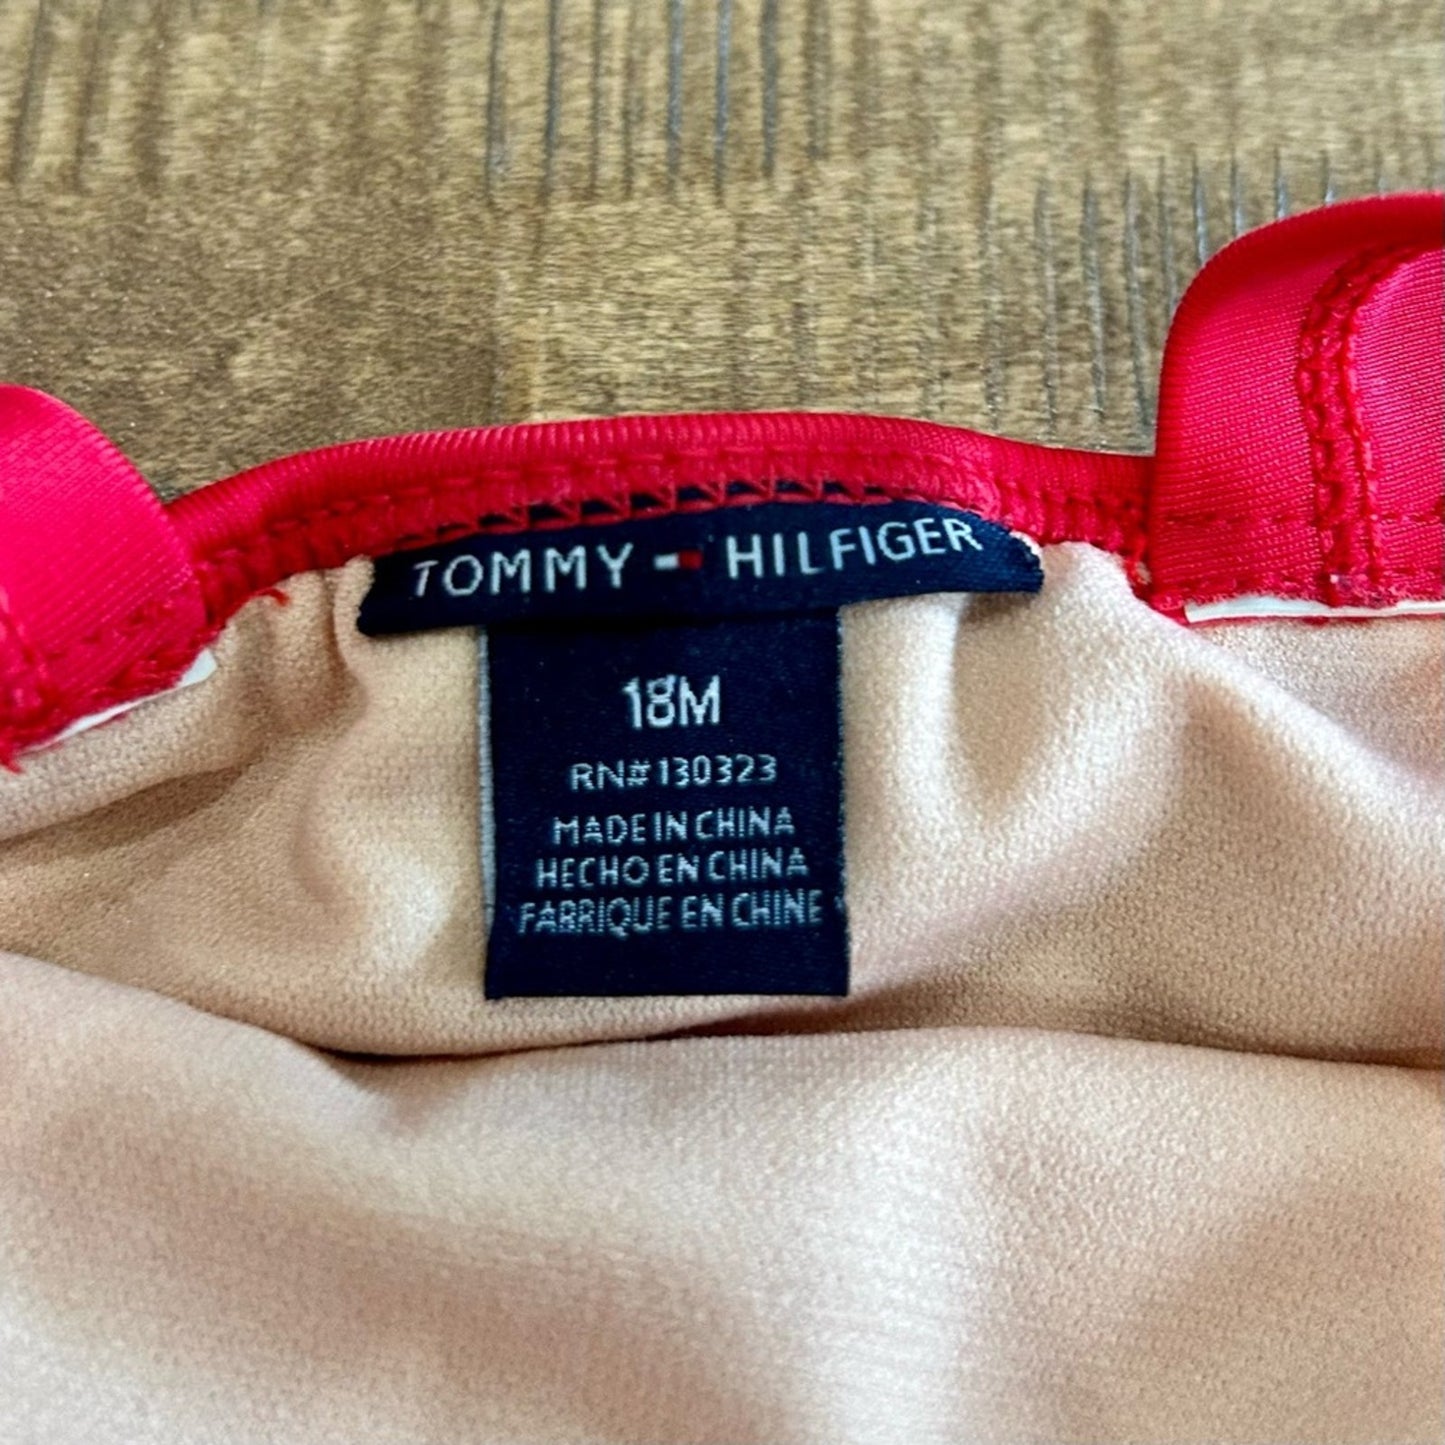 TOMMY HILFIGER
18M
RN#130323
MADE IN CHINA
HECHO EN CHINA
FABRIQUE EN CHINE